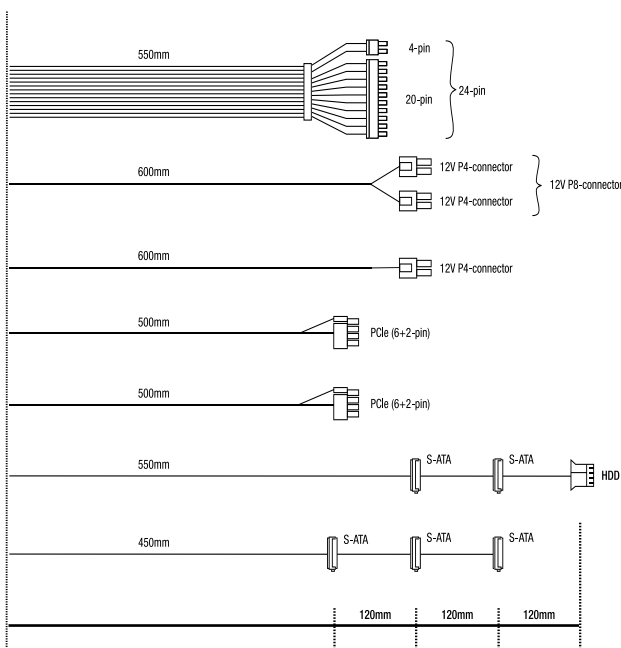 550mm
4-pin
20-pin
24-pin
600mm
12V P4-connector
12V P4-connector
12V P8-connector
600mm
12V P4-connector
500mm
PCIe (6+2-pin)
500mm
PCIe (6+2-pin)
550mm
S-ATA
S-ATA
HDD
450mm
S-ATA
S-ATA
S-ATA
120mm
120mm
120mm